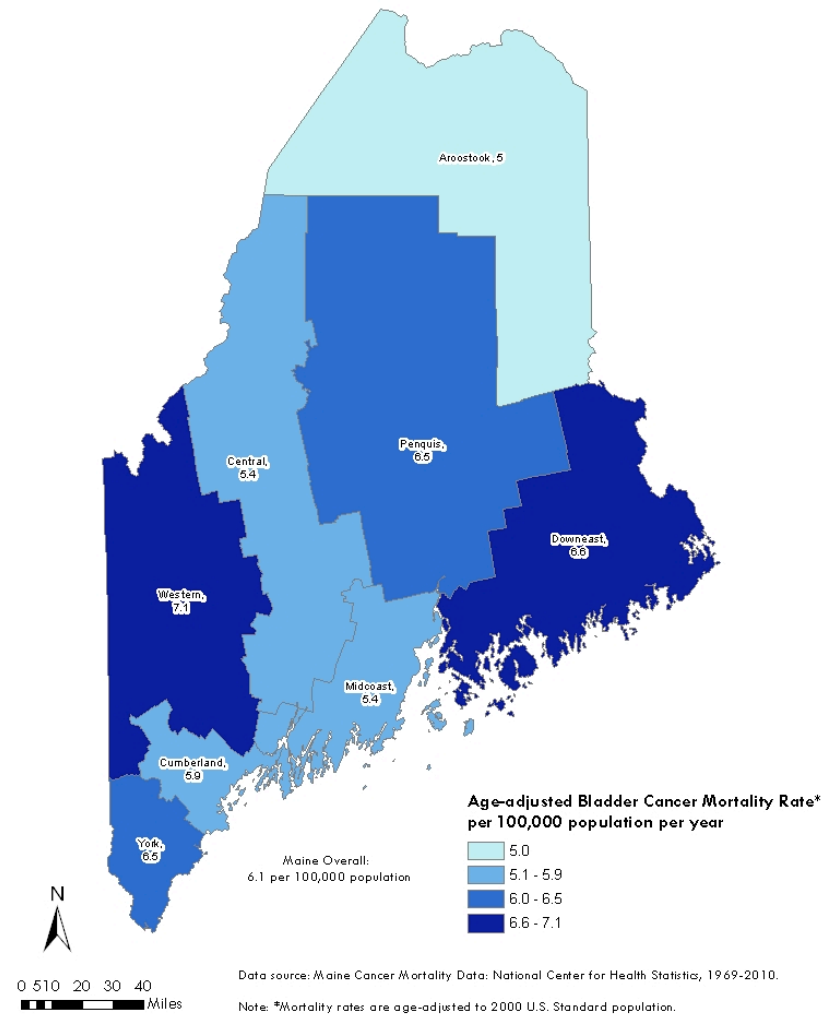 Aroostook, 5
Central,
5.4
Penquis,
6.5
Downeast,
6.6
Western,
7.1
Midcoast,
5.4
Cumberland,
5.9
York,
6.5
Age-adjusted Bladder Cancer Mortality Rate*
per 100,000 population per year
5.0
5.1 - 5.9
6.0 - 6.5
6.6 - 7.1
Maine Overall:
6.1 per 100,000 population
N
0 510 20 30 40
Miles
Data source: Maine Cancer Mortality Data: National Center for Health Statistics, 1969-2010.
Note: *Mortality rates are age-adjusted to 2000 U.S. Standard population.